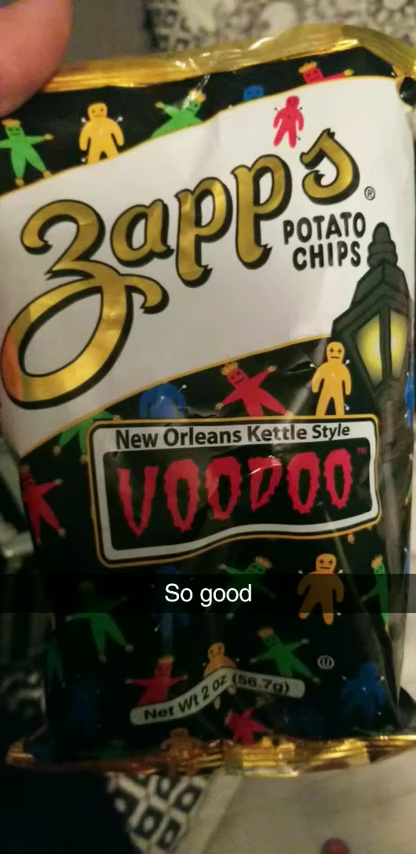 Zapp's®
POTATO
CHIPS
New Orleans Kettle Style
VOODOO™
So good
Ⓤ
Net Wt 2 oz (56.7g)